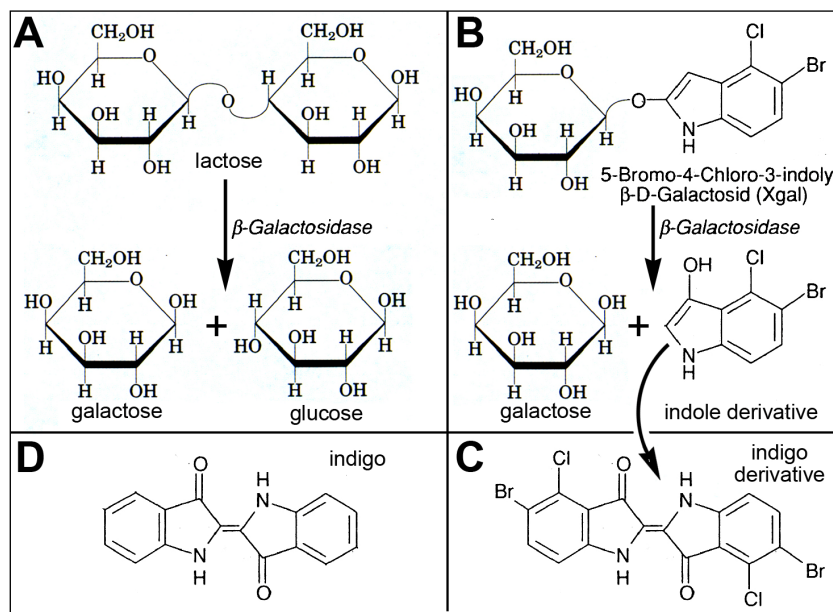 A
CH₂OH CH₂OH
O O
HO H H H OH
OH H O OH H
H H H
H OH H OH
lactose
β-Galactosidase
CH₂OH CH₂OH
O O
HO H OH H H OH
OH H + HO OH H
H H
H OH H OH
galactose glucose
B
Cl
CH₂OH Br
O
HO H O
OH H N
H H H
H OH
5-Bromo-4-Chloro-3-indoly
β-D-Galactosid (Xgal)
β-Galactosidase
CH₂OH OH Cl
O Br
HO H OH
OH H + N
H H H
H OH
galactose indole derivative
D
indigo
O H
N
N
H O
C
indigo
derivative
Cl O H
Br N
N
H O Br
Cl